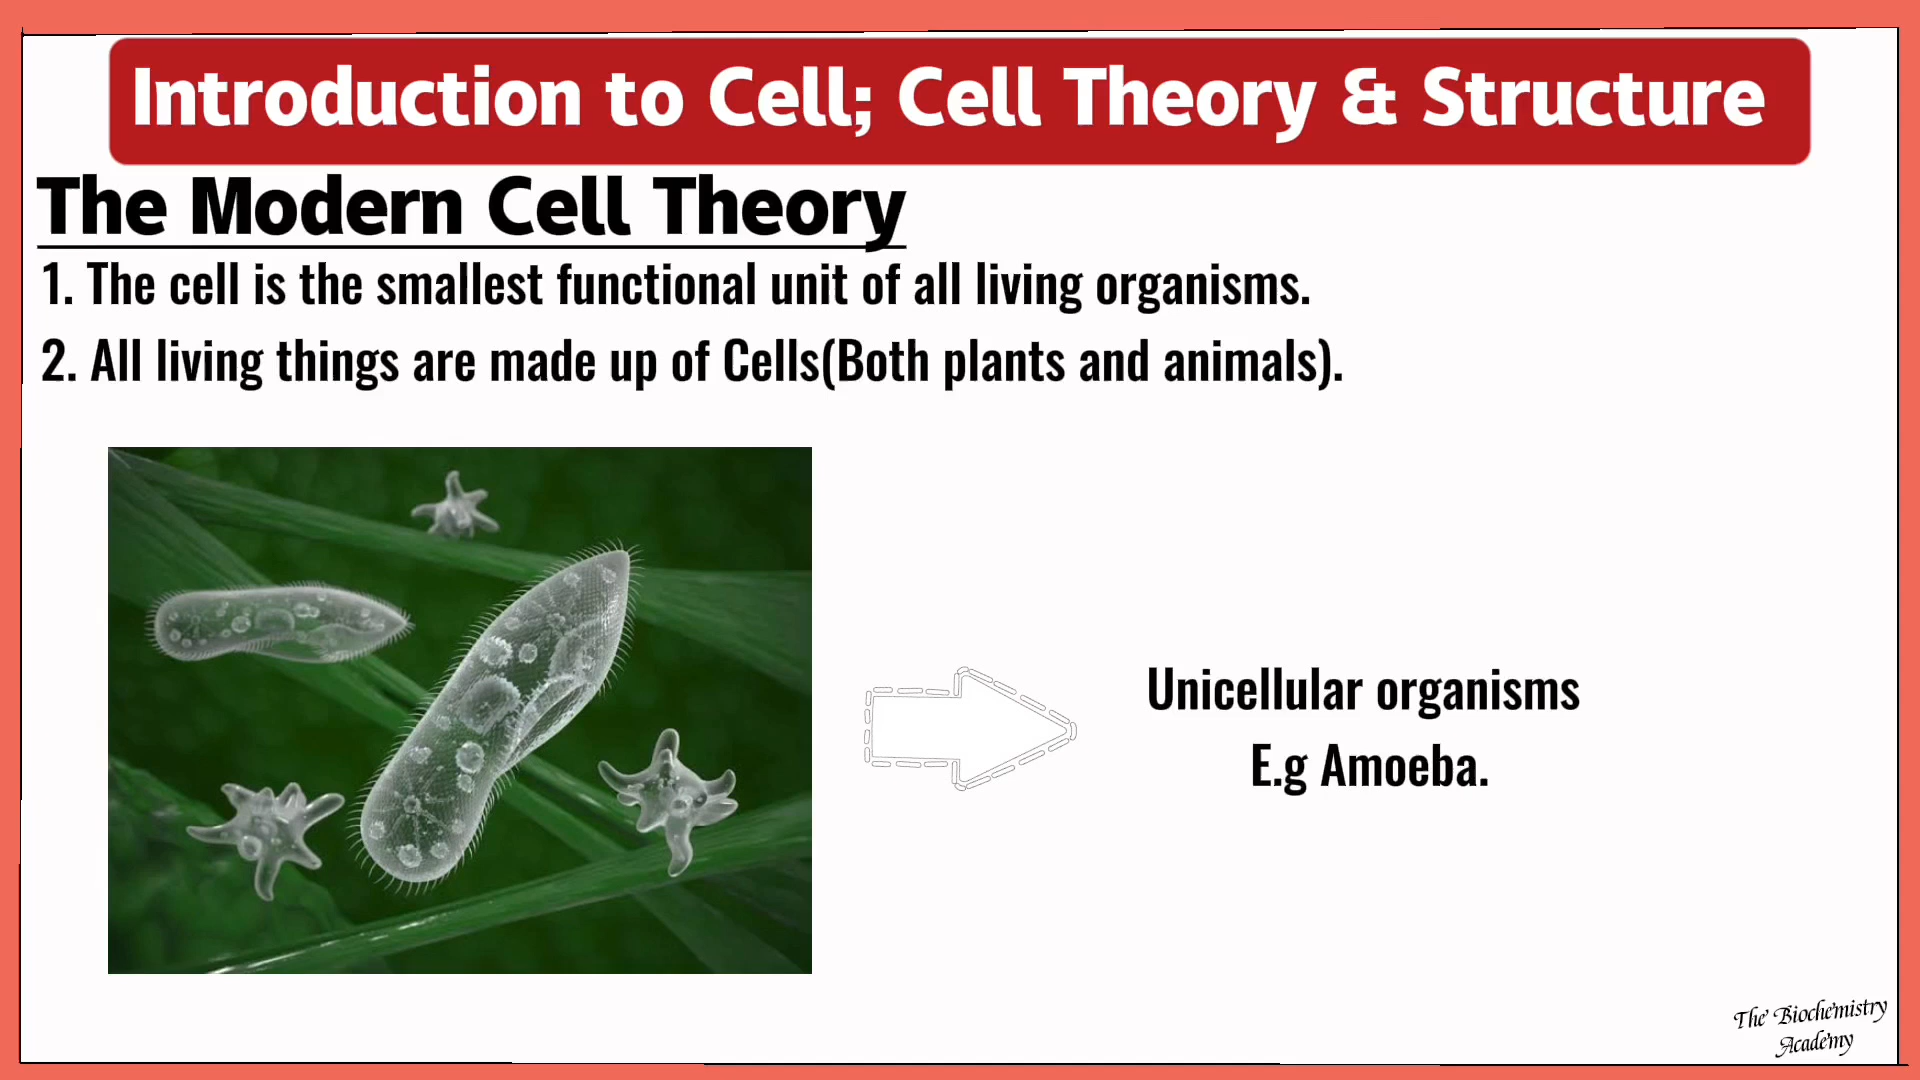 Introduction to Cell; Cell Theory & Structure
The Modern Cell Theory
1. The cell is the smallest functional unit of all living organisms.
2. All living things are made up of Cells(Both plants and animals).
Unicellular organisms
E.g Amoeba.
The Biochemistry
Academy